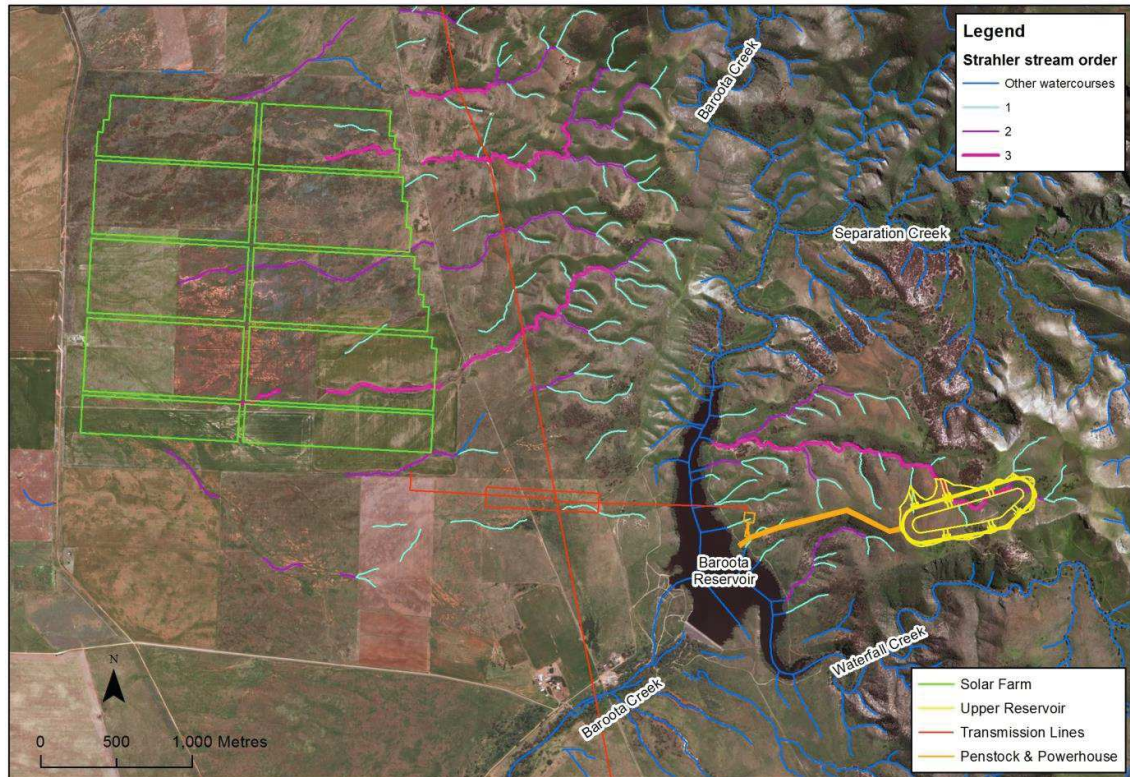 Legend
Strahler stream order
Other watercourses
1
2
3
Baroota Creek
Separation Creek
Baroota
Reservoir
Waterfall Creek
Baroota Creek
N
0 500 1,000 Metres
Solar Farm
Upper Reservoir
Transmission Lines
Penstock & Powerhouse